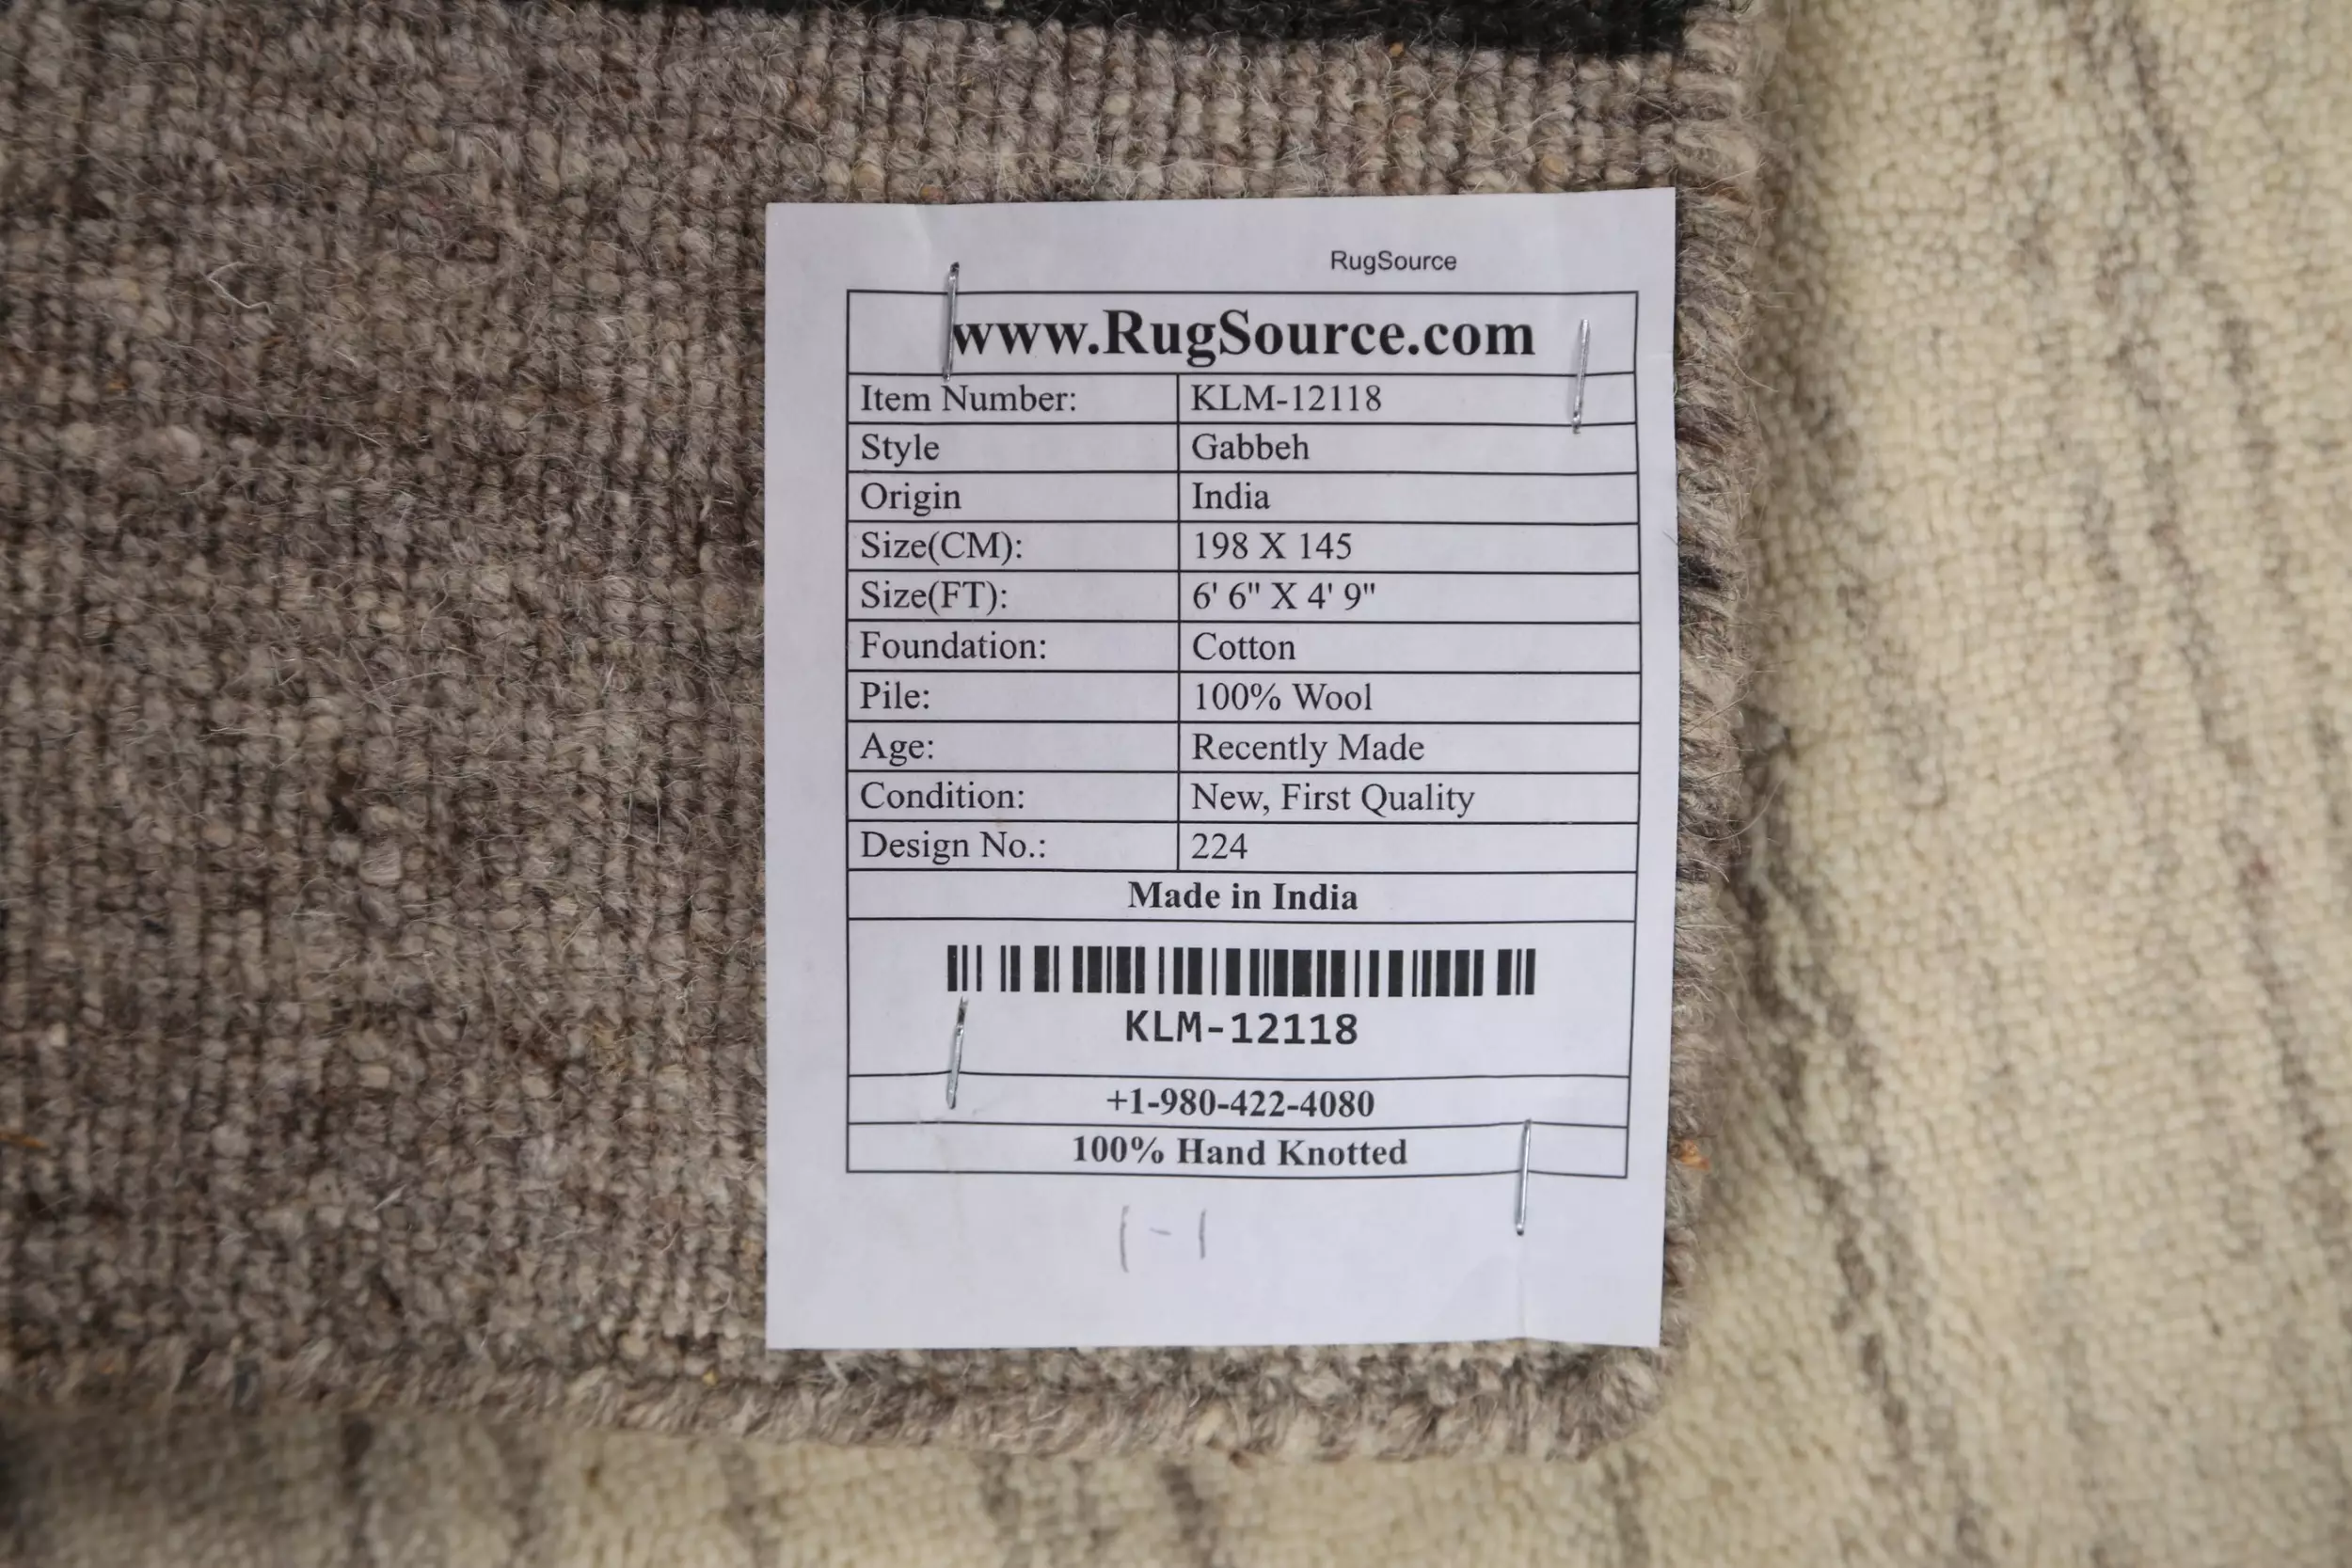 RugSource
www.RugSource.com
Item Number: KLM-12118
Style Gabbeh
Origin India
Size(CM): 198 X 145
Size(FT): 6' 6" X 4' 9"
Foundation: Cotton
Pile: 100% Wool
Age: Recently Made
Condition: New, First Quality
Design No.: 224
Made in India
KLM-12118
+1-980-422-4080
100% Hand Knotted
1-1